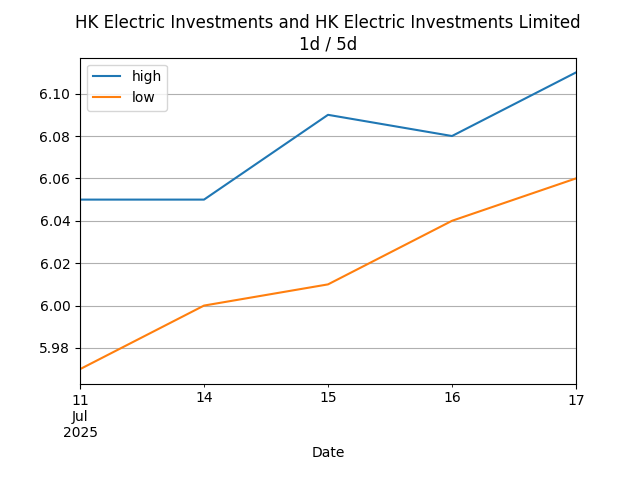 HK Electric Investments and HK Electric Investments Limited
1d / 5d
high
low
6.10
6.08
6.06
6.04
6.02
6.00
5.98
11
Jul
2025
14
15
16
17
Date